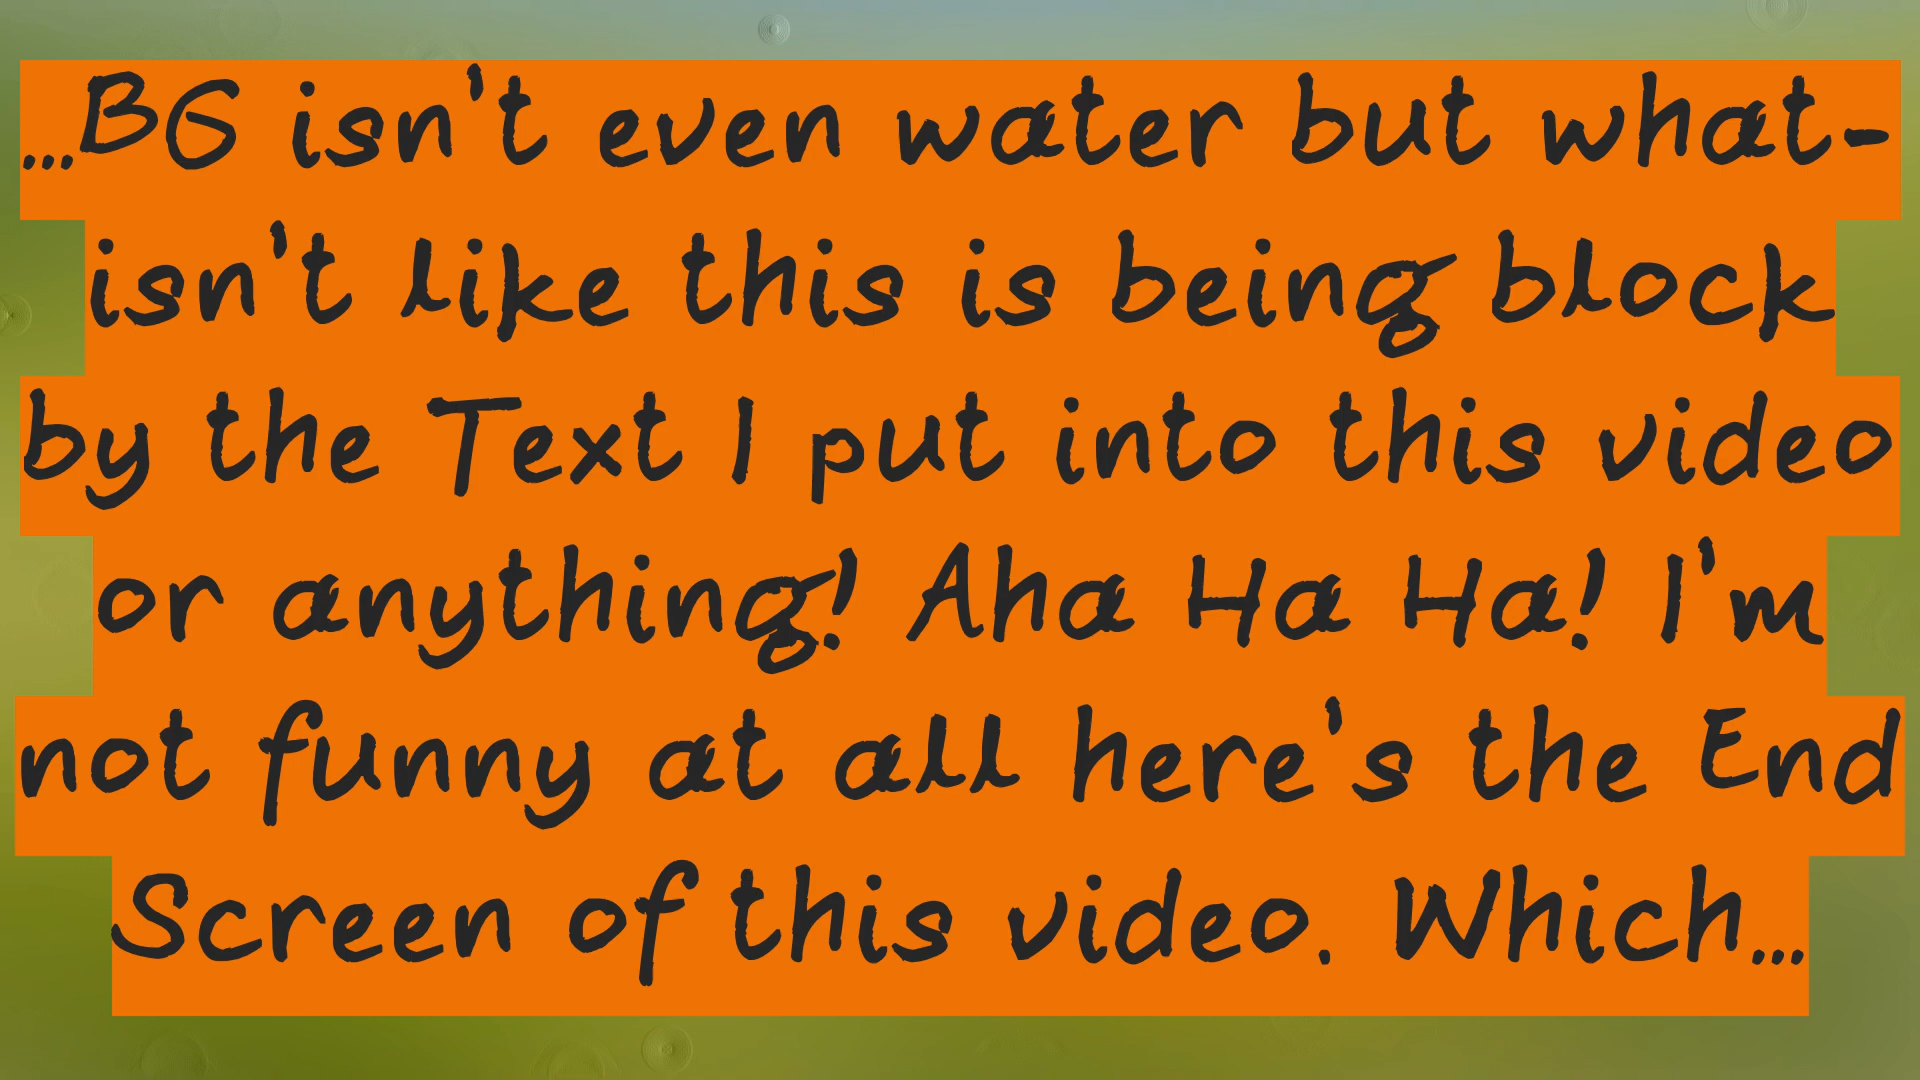 ...BG isn't even water but what-
isn't like this is being block
by the Text I put into this video
or anything! Aha Ha Ha! I'm
not funny at all here's the End
Screen of this video. Which...